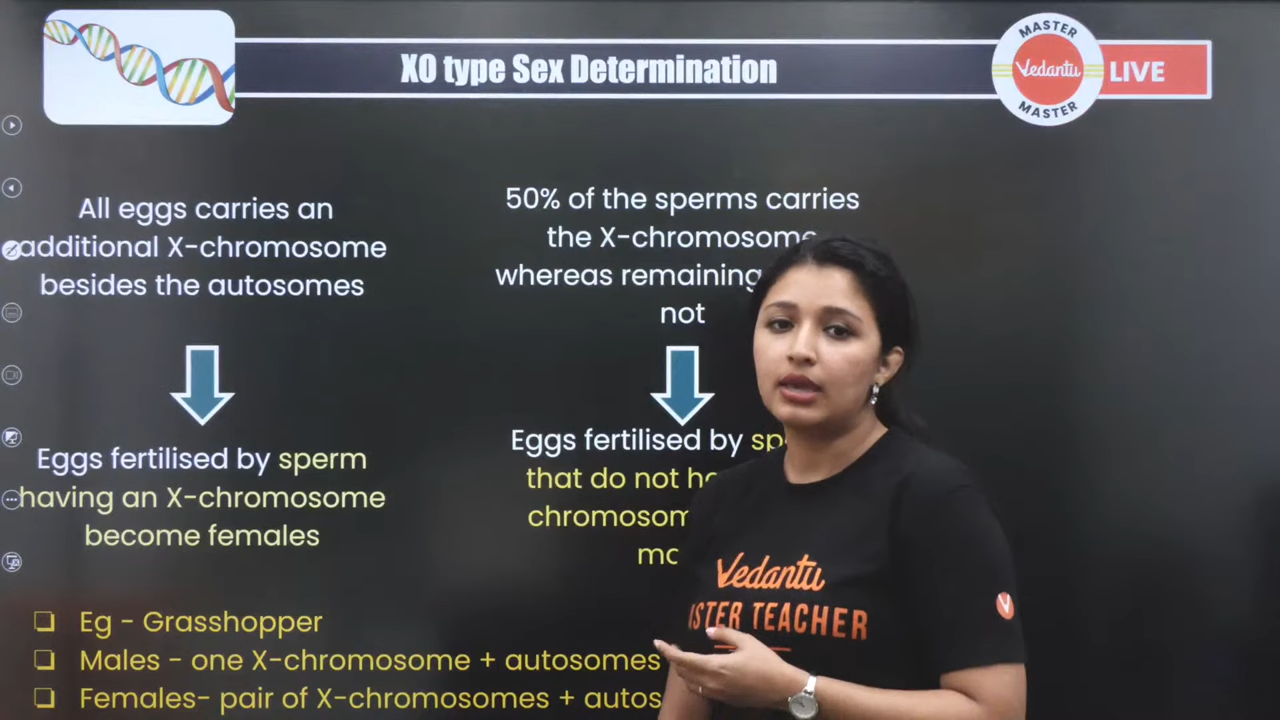 XO type Sex Determination
MASTER
Vedantu
MASTER
LIVE
All eggs carries an
additional X-chromosome
besides the autosomes
50% of the sperms carries
the X-chromosome
whereas remaining
not
Eggs fertilised by sperm
having an X-chromosome
become females
Eggs fertilised by
that do not
❏ Eg - Grasshopper
❏ Males - one X-chromosome + autosomes
❏ Females- pair of X-chromosomes +
Vedantu
TEACHER
V